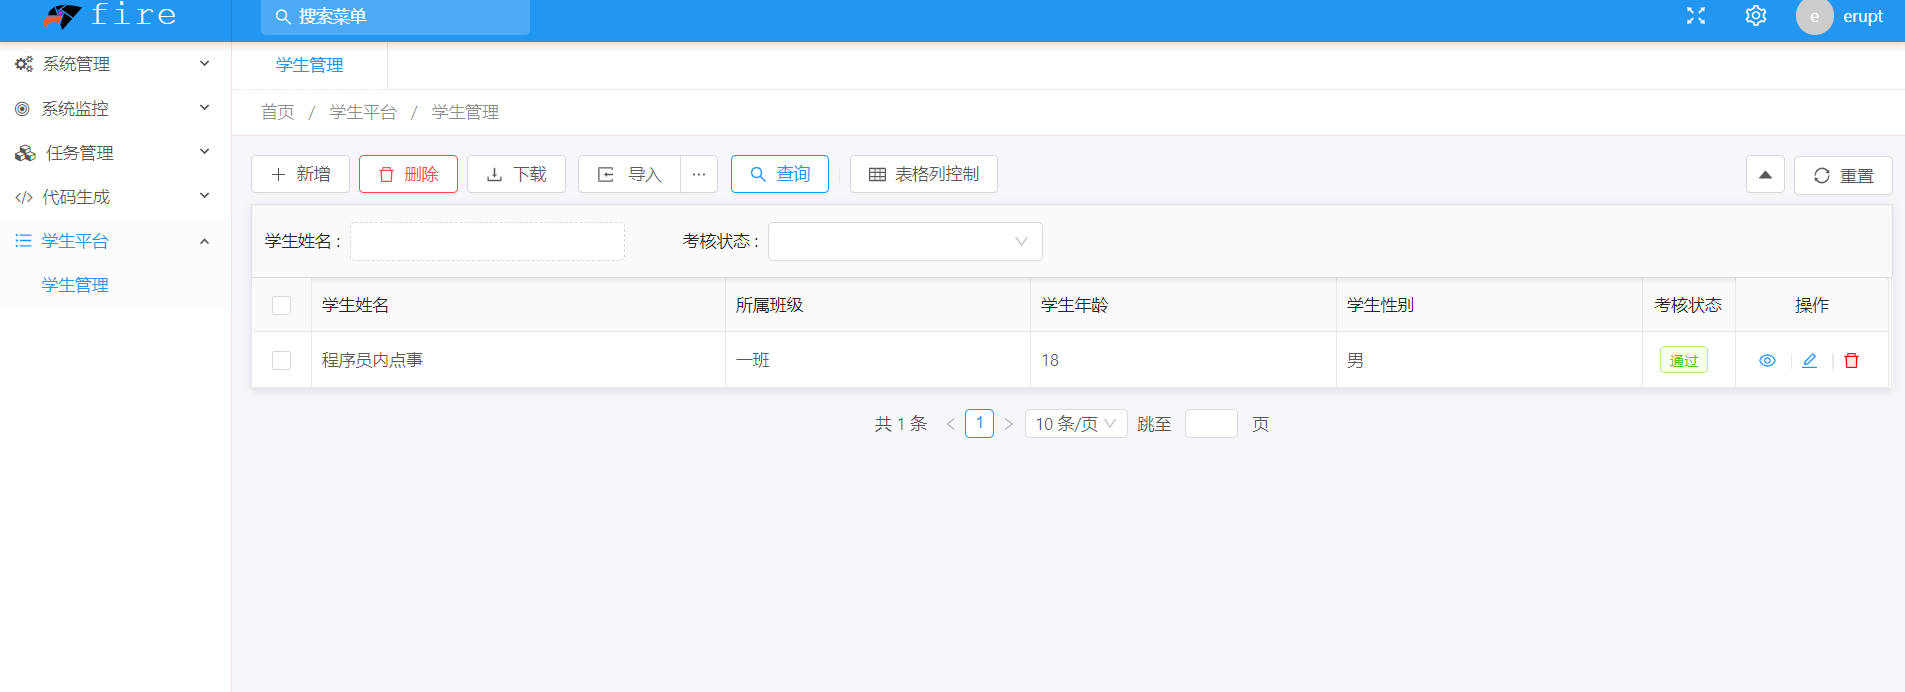 fire
搜索菜单
e
erupt
系统管理
系统监控
任务管理
代码生成
学生平台
学生管理
学生管理
首页 / 学生平台 / 学生管理
新增
删除
下载
导入
···
查询
表格列控制
重置
学生姓名 :
考核状态 :
学生姓名 所属班级 学生年龄 学生性别 考核状态 操作
程序员内点事 一班 18 男 通过
共 1 条 < 1 > 10 条/页 跳至 页